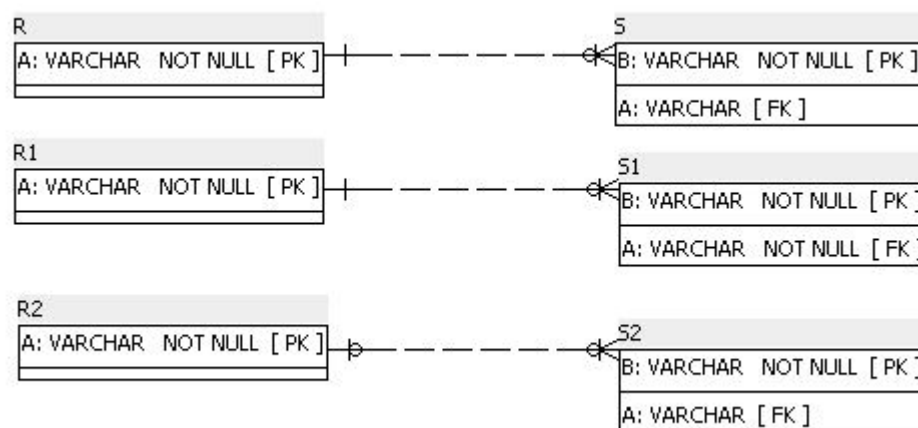 R
A: VARCHAR NOT NULL [ PK ]
S
B: VARCHAR NOT NULL [ PK ]
A: VARCHAR [ FK ]
R1
A: VARCHAR NOT NULL [ PK ]
S1
B: VARCHAR NOT NULL [ PK ]
A: VARCHAR NOT NULL [ FK ]
R2
A: VARCHAR NOT NULL [ PK ]
S2
B: VARCHAR NOT NULL [ PK ]
A: VARCHAR [ FK ]